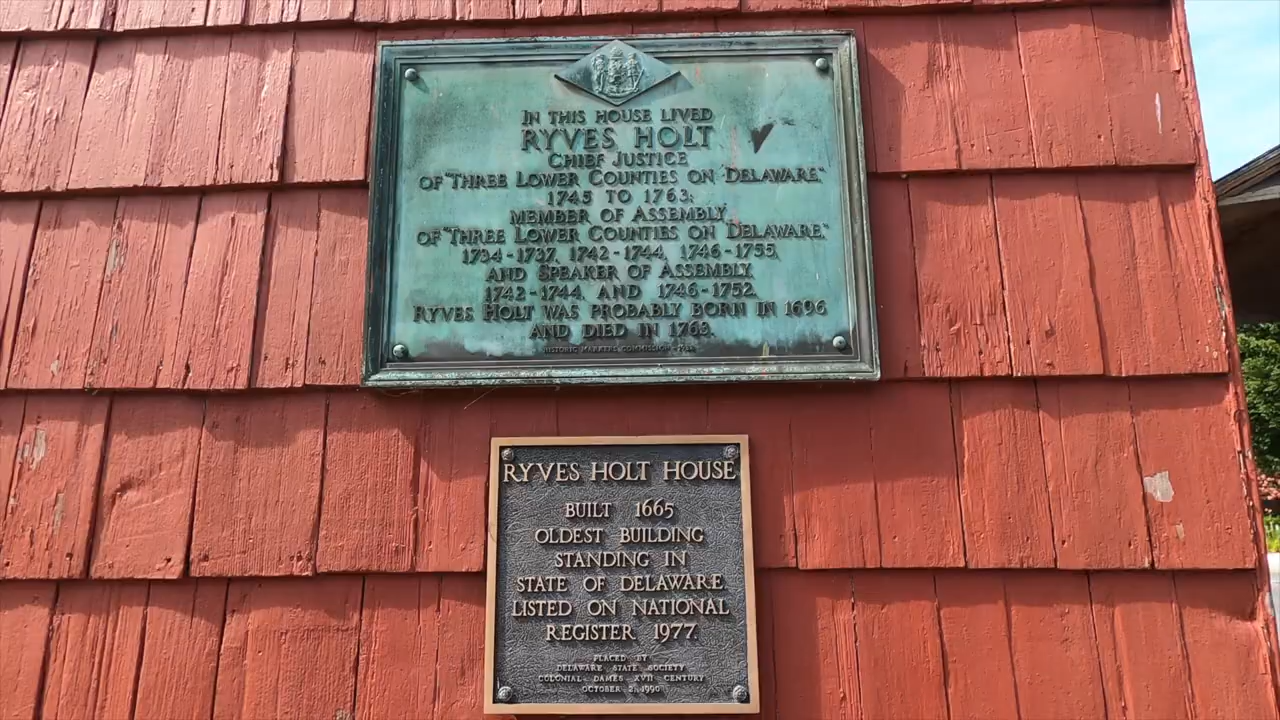 IN THIS HOUSE LIVED
RYVES HOLT
CHIEF JUSTICE
OF "THREE LOWER COUNTIES ON DELAWARE"
1745 TO 1763;
MEMBER OF ASSEMBLY
OF "THREE LOWER COUNTIES ON DELAWARE,"
1734-1737, 1742-1744, 1746-1755,
AND SPEAKER OF ASSEMBLY,
1742-1744, AND 1746-1752.
RYVES HOLT WAS PROBABLY BORN IN 1696
AND DIED IN 1763.
HISTORIC MARKERS COMMISSION
RYVES HOLT HOUSE
BUILT 1665
OLDEST BUILDING
STANDING IN
STATE OF DELAWARE
LISTED ON NATIONAL
REGISTER 1977.
PLACED BY
DELAWARE STATE SOCIETY
COLONIAL DAMES XVII CENTURY
OCTOBER 2, 1990